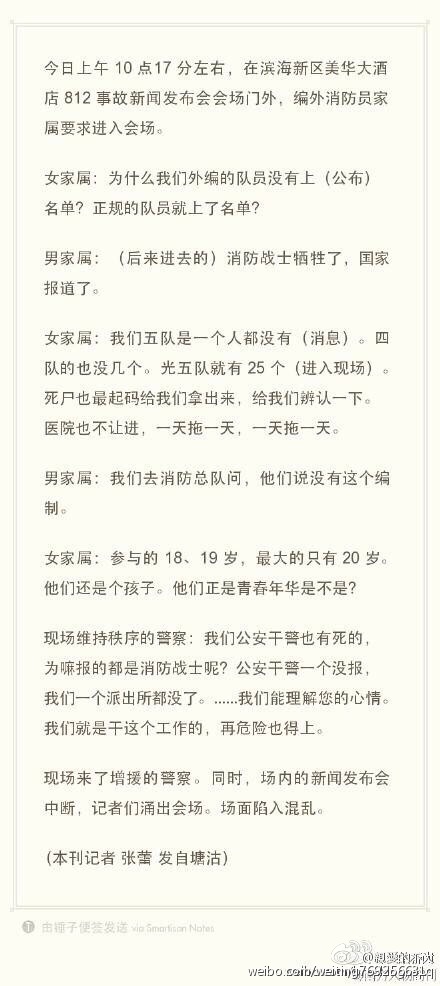 今日上午 10 点17 分左右，在滨海新区美华大酒
店 812 事故新闻发布会会场门外，编外消防员家
属要求进入会场。
女家属：为什么我们外编的队员没有上（公布）
名单？正规的队员就上了名单？
男家属：（后来进去的）消防战士牺牲了，国家
报道了。
女家属：我们五队是一个人都没有（消息）。四
队的也没几个。光五队就有 25 个（进入现场）。
死尸也最起码给我们拿出来，给我们辨认一下。
医院也不让进，一天拖一天，一天拖一天。
男家属：我们去消防总队问，他们说没有这个编
制。
女家属：参与的 18、19 岁，最大的只有 20 岁。
他们还是个孩子。他们正是青春年华是不是？
现场维持秩序的警察：我们公安干警也有死的，
为嘛报的都是消防战士呢？公安干警一个没报，
我们一个派出所都没了。......我们能理解您的心情。
我们就是干这个工作的，再危险也得上。
现场来了增援的警察。同时，场内的新闻发布会
中断，记者们涌出会场。场面陷入混乱。
（本刊记者 张蕾 发自塘沽）
由锤子便签发送 via Smartisan Notes